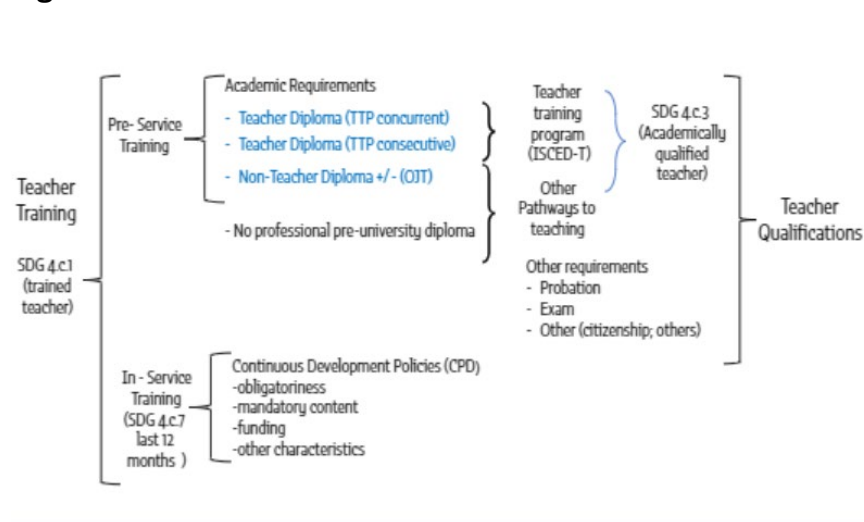 Teacher
Training
SDG 4.c.1
(trained
teacher)
Pre- Service
Training
Academic Requirements
- Teacher Diploma (TTP concurrent)
- Teacher Diploma (TTP consecutive)
- Non-Teacher Diploma +/- (OJT)
- No professional pre-university diploma
Teacher
training
program
(ISCED-T)
Other
Pathways to
teaching
SDG 4.c.3
(Academically
qualified
teacher)
Other requirements
- Probation
- Exam
- Other (citizenship; others)
Teacher
Qualifications
In - Service
Training
(SDG 4.c.7
last 12
months )
Continuous Development Policies (CPD)
-obligatoriness
-mandatory content
-funding
-other characteristics